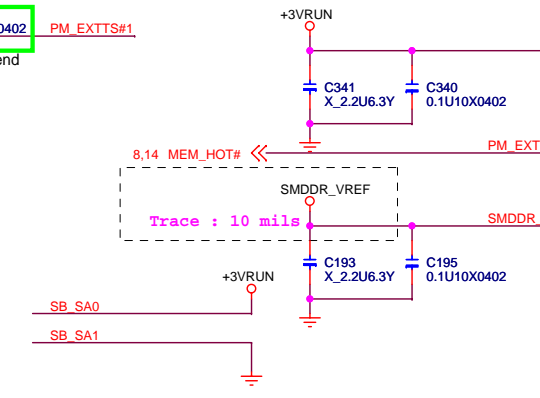 +3VRUN
0402 PM_EXTTS#1
end
C341
X_2.2U6.3Y
C340
0.1U10X0402
8,14 MEM_HOT#
PM_EXT
SMDDR_VREF
Trace : 10 mils
SMDDR_
C193
X_2.2U6.3Y
C195
0.1U10X0402
+3VRUN
SB_SA0
SB_SA1